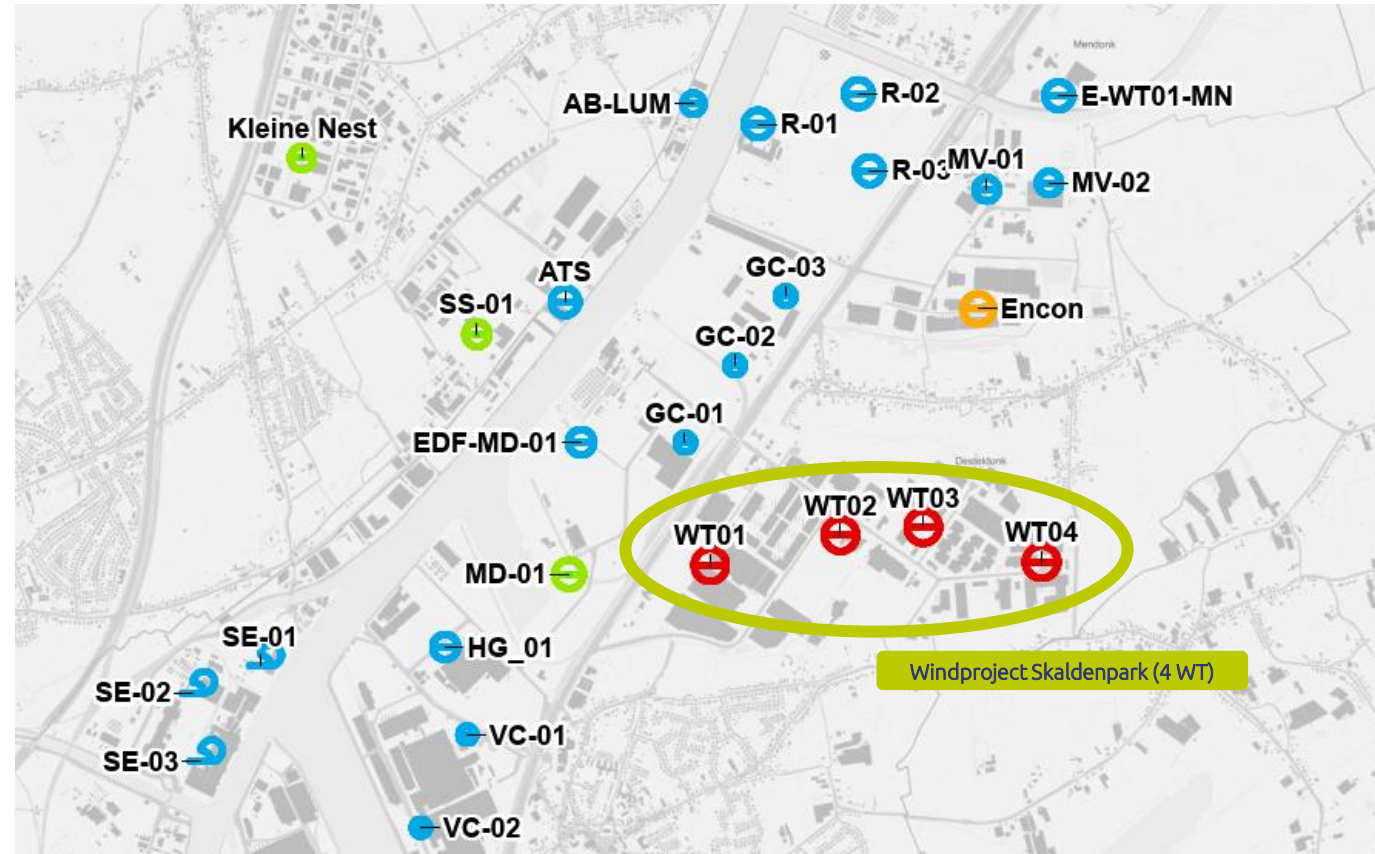 Mendonk
R-02
E-WT01-MN
AB-LUM
R-01
Kleine Nest
R-03
MV-01
MV-02
GC-03
ATS
SS-01
Encon
GC-02
GC-01
EDF-MD-01
Desteldonk
WT03
WT02
WT01
WT04
MD-01
SE-01
HG_01
Windproject Skaldenpark (4 WT)
SE-02
VC-01
SE-03
VC-02